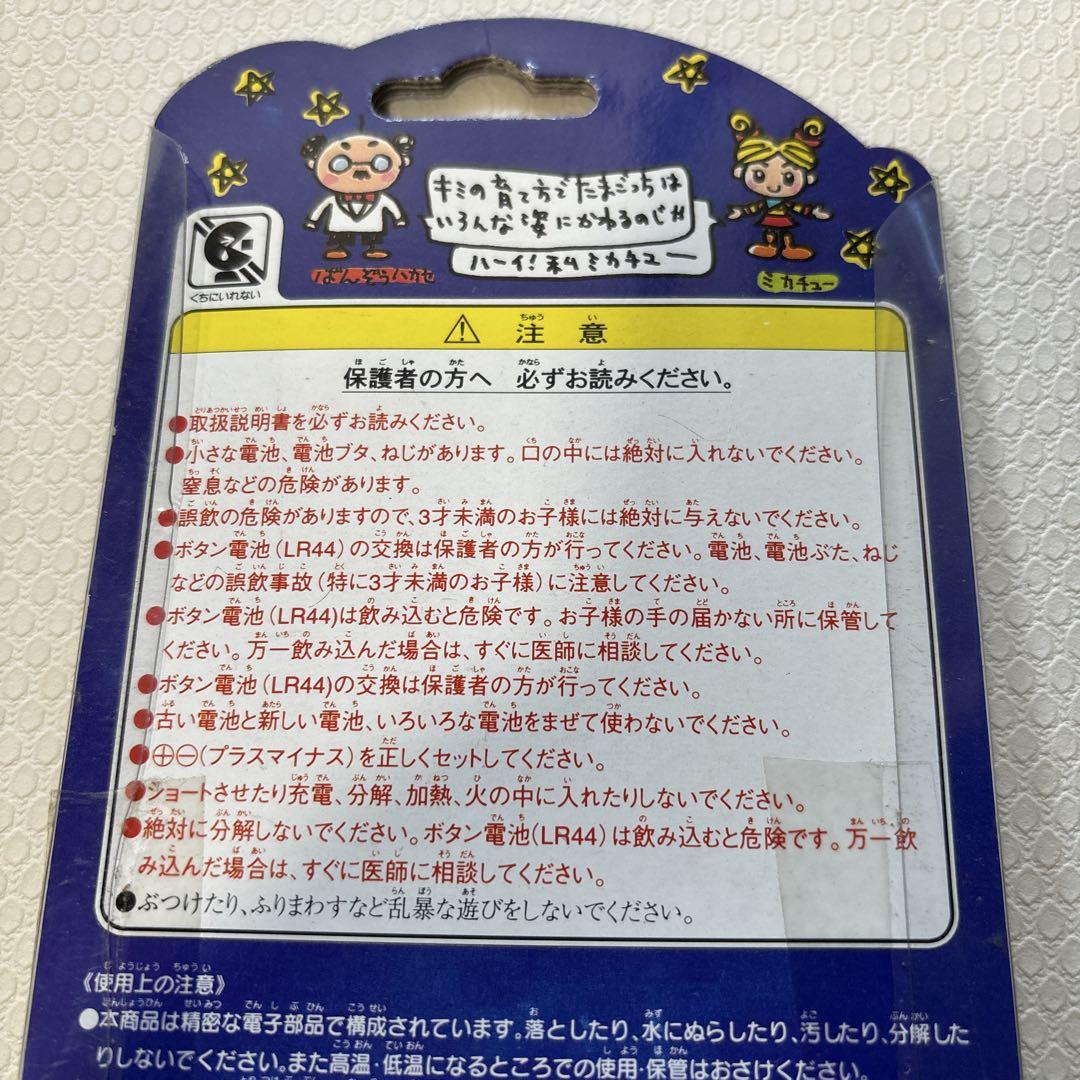 キミの育て方でたまごっちは
いろんな姿にかわるのじゃ
ハーイ!私ミカチュー
ばんぞうハカセ
ミカチュー
くちにいれない
注意
保護者の方へ 必ずお読みください。
●取扱説明書を必ずお読みください。
●小さな電池、電池ブタ、ねじがあります。口の中には絶対に入れないでください。
窒息などの危険があります。
●誤飲の危険がありますので、3才未満のお子様には絶対に与えないでください。
●ボタン電池(LR44)の交換は保護者の方が行ってください。電池、電池ぶた、ねじ
などの誤飲事故(特に3才未満のお子様)に注意してください。
●ボタン電池(LR44)は飲み込むと危険です。お子様の手の届かない所に保管して
ください。万一飲み込んだ場合は、すぐに医師に相談してください。
●ボタン電池(LR44)の交換は保護者の方が行ってください。
●古い電池と新しい電池、いろいろな電池をまぜて使わないでください。
●⊕⊖(プラスマイナス)を正しくセットしてください。
●ショートさせたり充電、分解、加熱、火の中に入れたりしないでください。
●絶対に分解しないでください。ボタン電池(LR44)は飲み込むと危険です。万一飲
み込んだ場合は、すぐに医師に相談してください。
●ぶつけたり、ふりまわすなど乱暴な遊びをしないでください。
《使用上の注意》
●本商品は精密な電子部品で構成されています。落としたり、水にぬらしたり、汚したり、分解した
りしないでください。また高温・低温になるところでの使用・保管はおさけください。